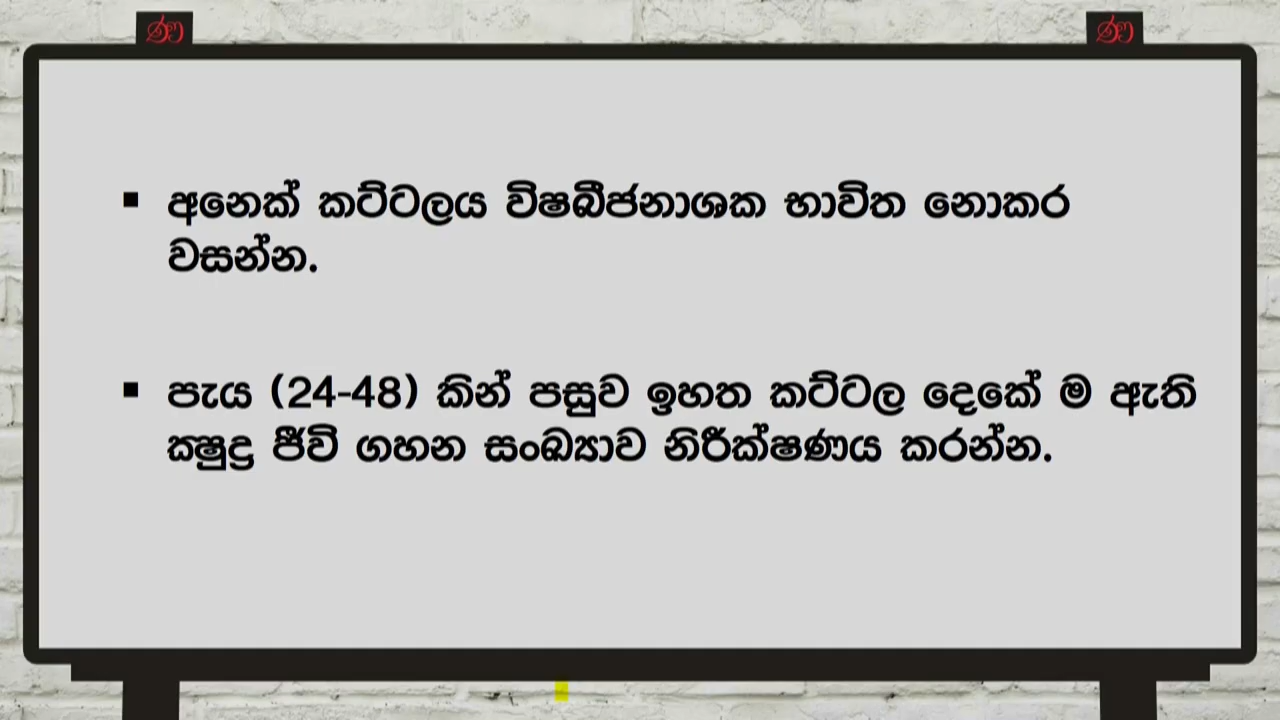 ▪ අනෙක් කට්ටලය විෂබීජනාශක භාවිත නොකර
වසන්න.
▪ පැය (24-48) කින් පසුව ඉහත කට්ටල දෙකේ ම ඇති
ක්‍ෂුද්‍ර ජීවී ගහන සංඛ්‍යාව නිරීක්ෂණය කරන්න.